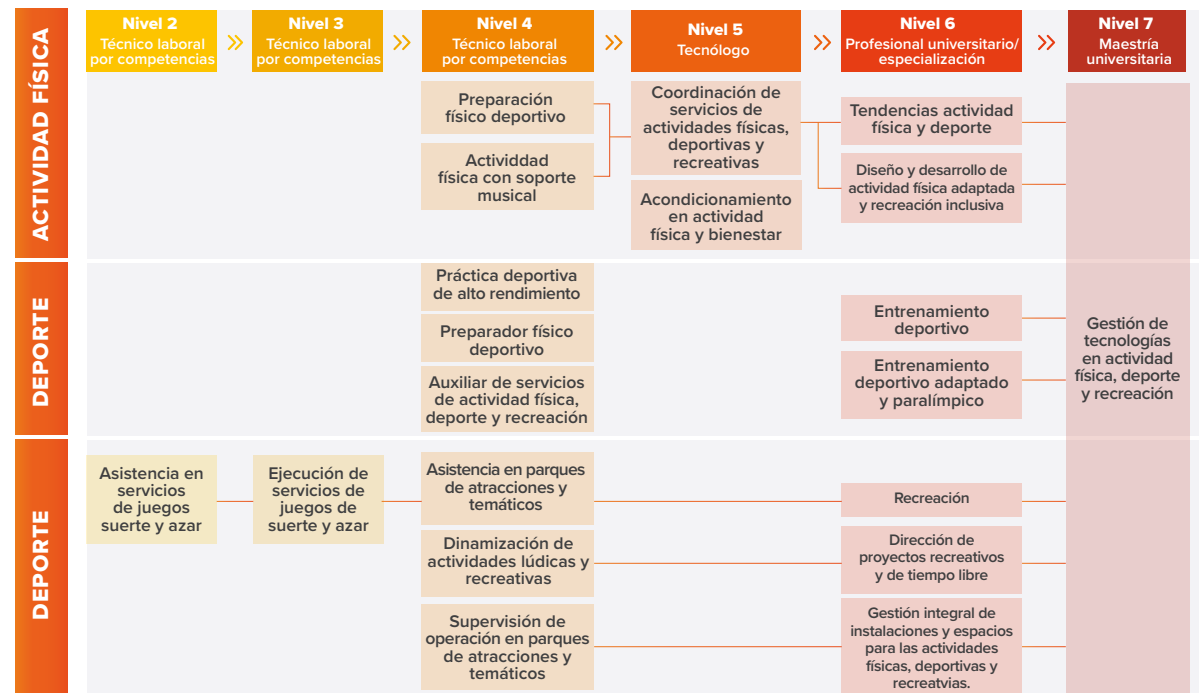 Nivel 2
Técnico laboral
por competencias
Nivel 3
Técnico laboral
por competencias
Nivel 4
Técnico laboral
por competencias
Nivel 5
Tecnólogo
Nivel 6
Profesional universitario/
especialización
Nivel 7
Maestría
universitaria
ACTIVIDAD FÍSICA
Preparación
físico deportivo
Actividdad
física con soporte
musical
Coordinación de
servicios de
actividades físicas,
deportivas y
recreativas
Acondicionamiento
en actividad
física y bienestar
Tendencias actividad
física y deporte
Diseño y desarrollo de
actividad física adaptada
y recreación inclusiva
DEPORTE
Práctica deportiva
de alto rendimiento
Preparador físico
deportivo
Auxiliar de servicios
de actividad física,
deporte y recreación
Entrenamiento
deportivo
Entrenamiento
deportivo adaptado
y paralímpico
Gestión de
tecnologías
en actividad
física, deporte
y recreación
DEPORTE
Asistencia en
servicios
de juegos
suerte y azar
Ejecución de
servicios de
juegos de
suerte y azar
Asistencia en parques
de atracciones y
temáticos
Dinamización de
actividades lúdicas y
recreativas
Supervisión de
operación en parques
de atracciones y
temáticos
Recreación
Dirección de
proyectos recreativos
y de tiempo libre
Gestión integral de
instalaciones y espacios
para las actividades
físicas, deportivas y
recreatvias.